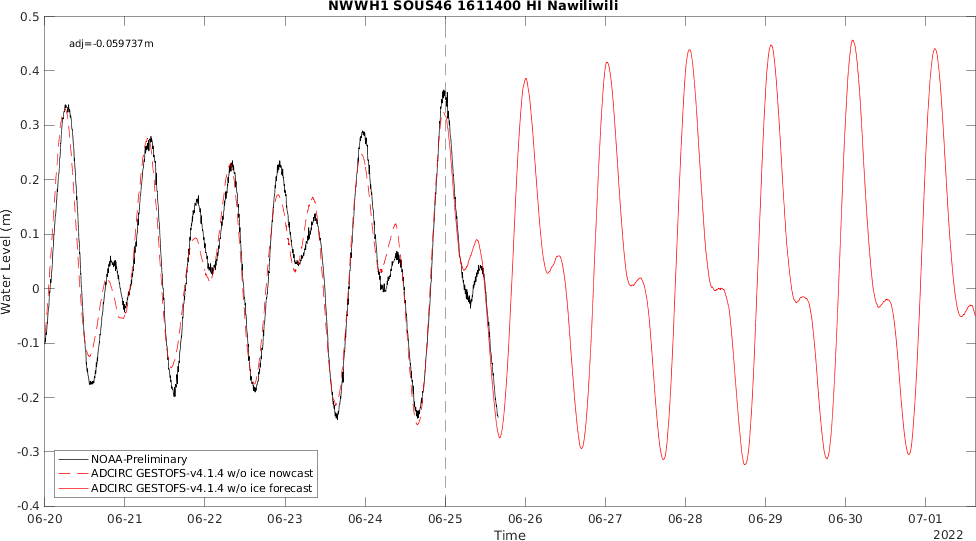 NWWH1 SOUS46 1611400 HI Nawiliwili
adj=-0.059737m
0.5
0.4
0.3
0.2
0.1
0
-0.1
-0.2
-0.3
-0.4
Water Level (m)
NOAA-Preliminary
ADCIRC GESTOFS-v4.1.4 w/o ice nowcast
ADCIRC GESTOFS-v4.1.4 w/o ice forecast
06-20 06-21 06-22 06-23 06-24 06-25 06-26 06-27 06-28 06-29 06-30 07-01
Time
2022